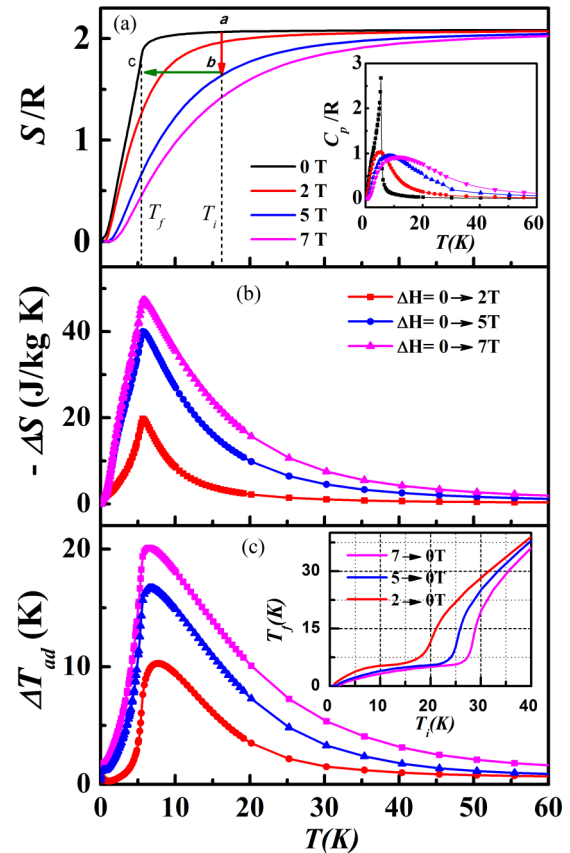 (a)
a
b
c
S/R
2
1
0
0 T
2 T
5 T
7 T
T_f
T_i
C_p/R
3
2
1
0
0 20 40 60
T(K)
(b)
- ΔS (J/kg K)
40
20
0
ΔH= 0→2T
ΔH= 0→5T
ΔH= 0→7T
(c)
ΔT_ad (K)
20
10
0
T_f(K)
30
15
0
7→0T
5→0T
2→0T
0 10 20 30 40
T_i(K)
0 10 20 30 40 50 60
T(K)